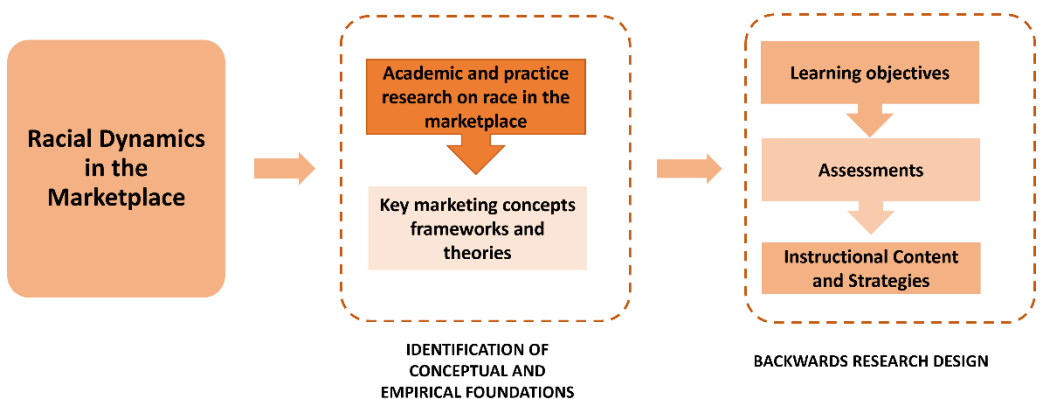 Racial Dynamics
in the
Marketplace
Academic and practice
research on race in the
marketplace
Key marketing concepts
frameworks and
theories
IDENTIFICATION OF
CONCEPTUAL AND
EMPIRICAL FOUNDATIONS
Learning objectives
Assessments
Instructional Content
and Strategies
BACKWARDS RESEARCH DESIGN